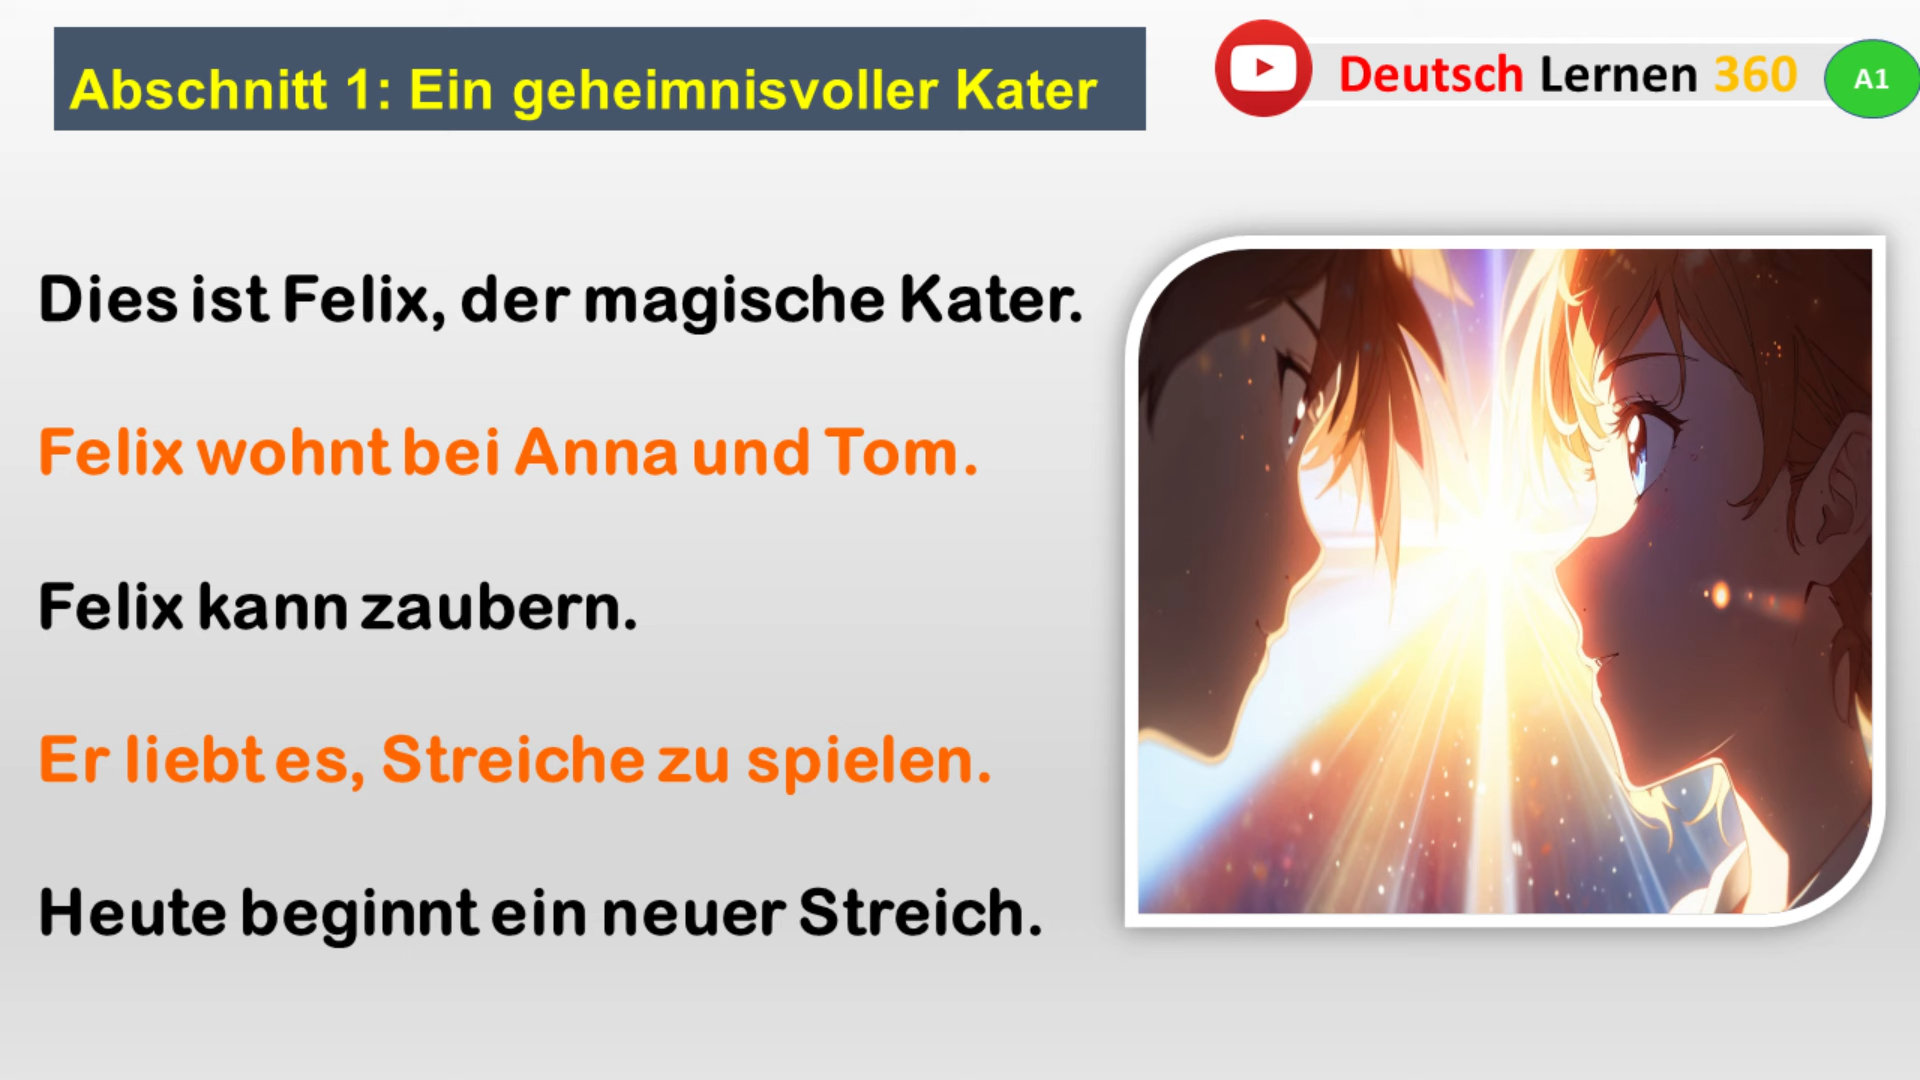 Abschnitt 1: Ein geheimnisvoller Kater
Deutsch Lernen 360
A1
Dies ist Felix, der magische Kater.
Felix wohnt bei Anna und Tom.
Felix kann zaubern.
Er liebt es, Streiche zu spielen.
Heute beginnt ein neuer Streich.